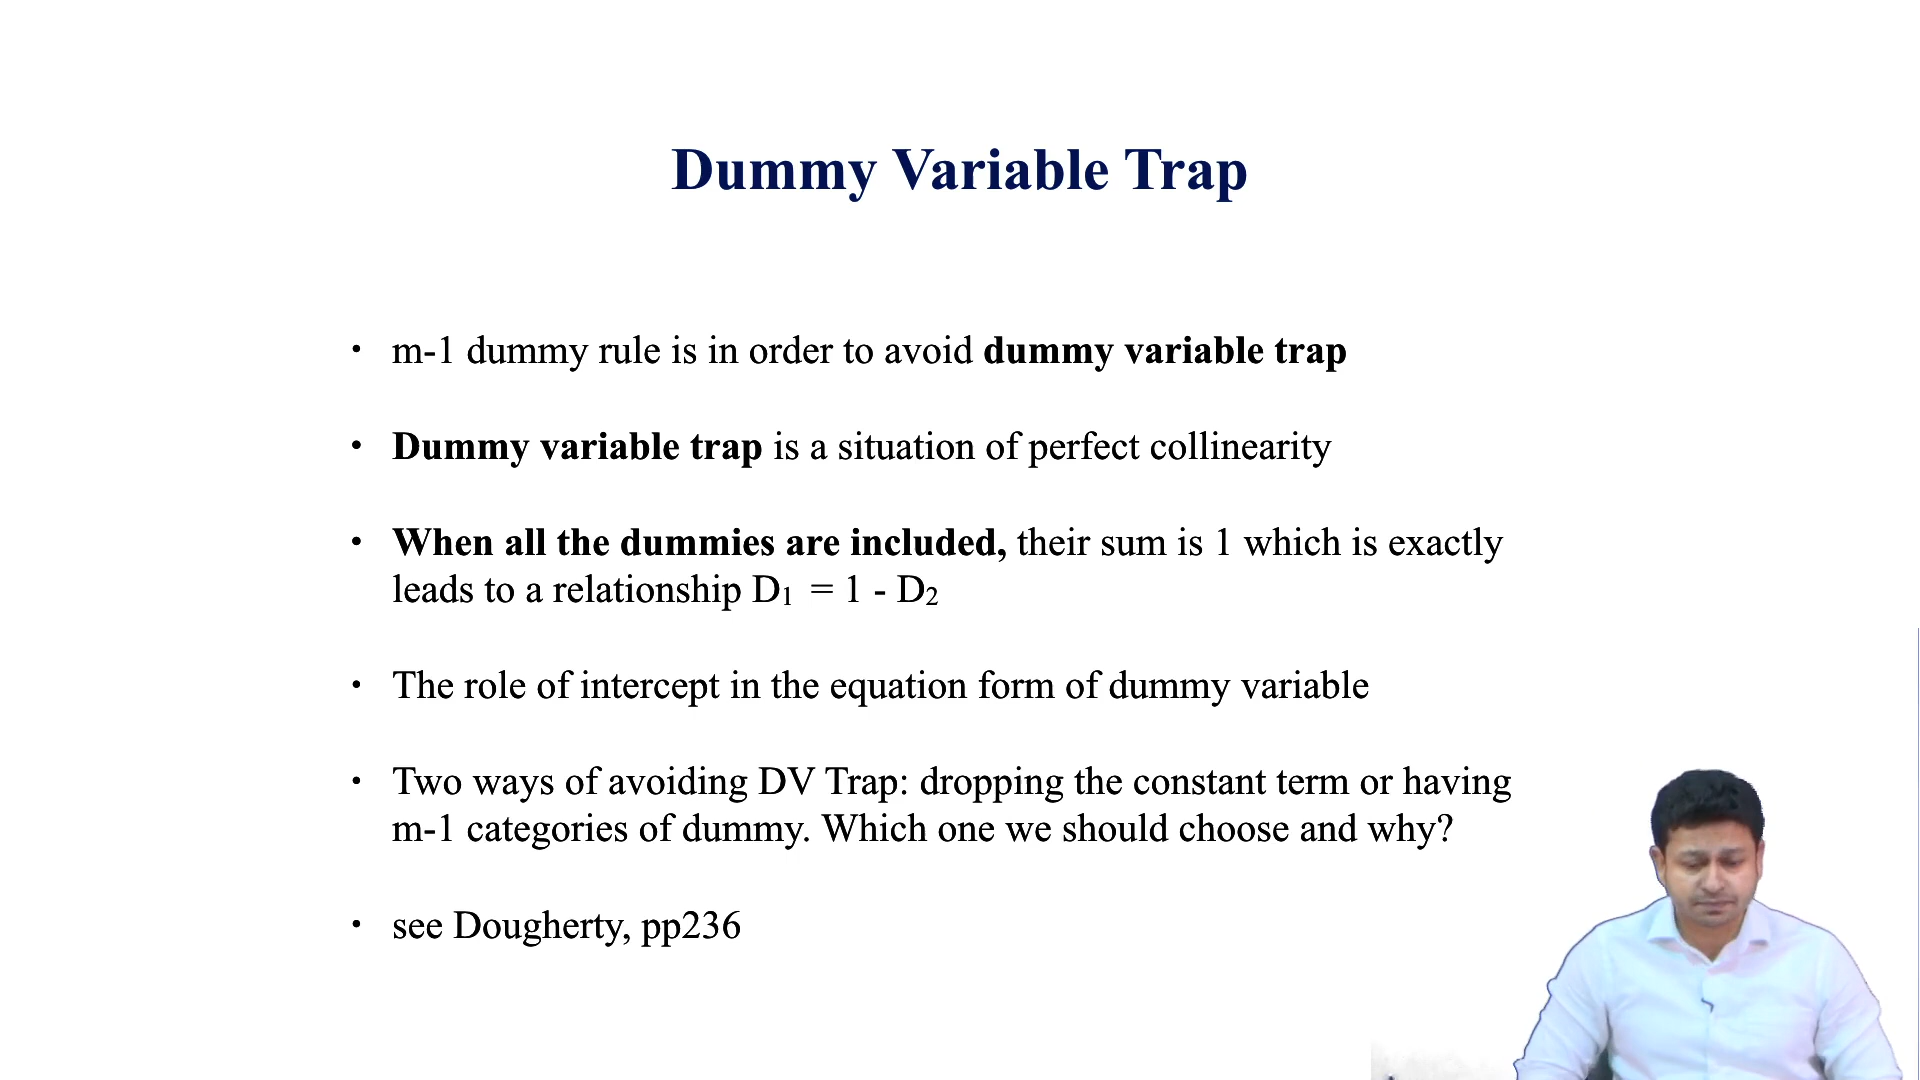 Dummy Variable Trap
• m-1 dummy rule is in order to avoid dummy variable trap
• Dummy variable trap is a situation of perfect collinearity
• When all the dummies are included, their sum is 1 which is exactly
leads to a relationship D₁ = 1 - D₂
• The role of intercept in the equation form of dummy variable
• Two ways of avoiding DV Trap: dropping the constant term or having
m-1 categories of dummy. Which one we should choose and why?
• see Dougherty, pp236